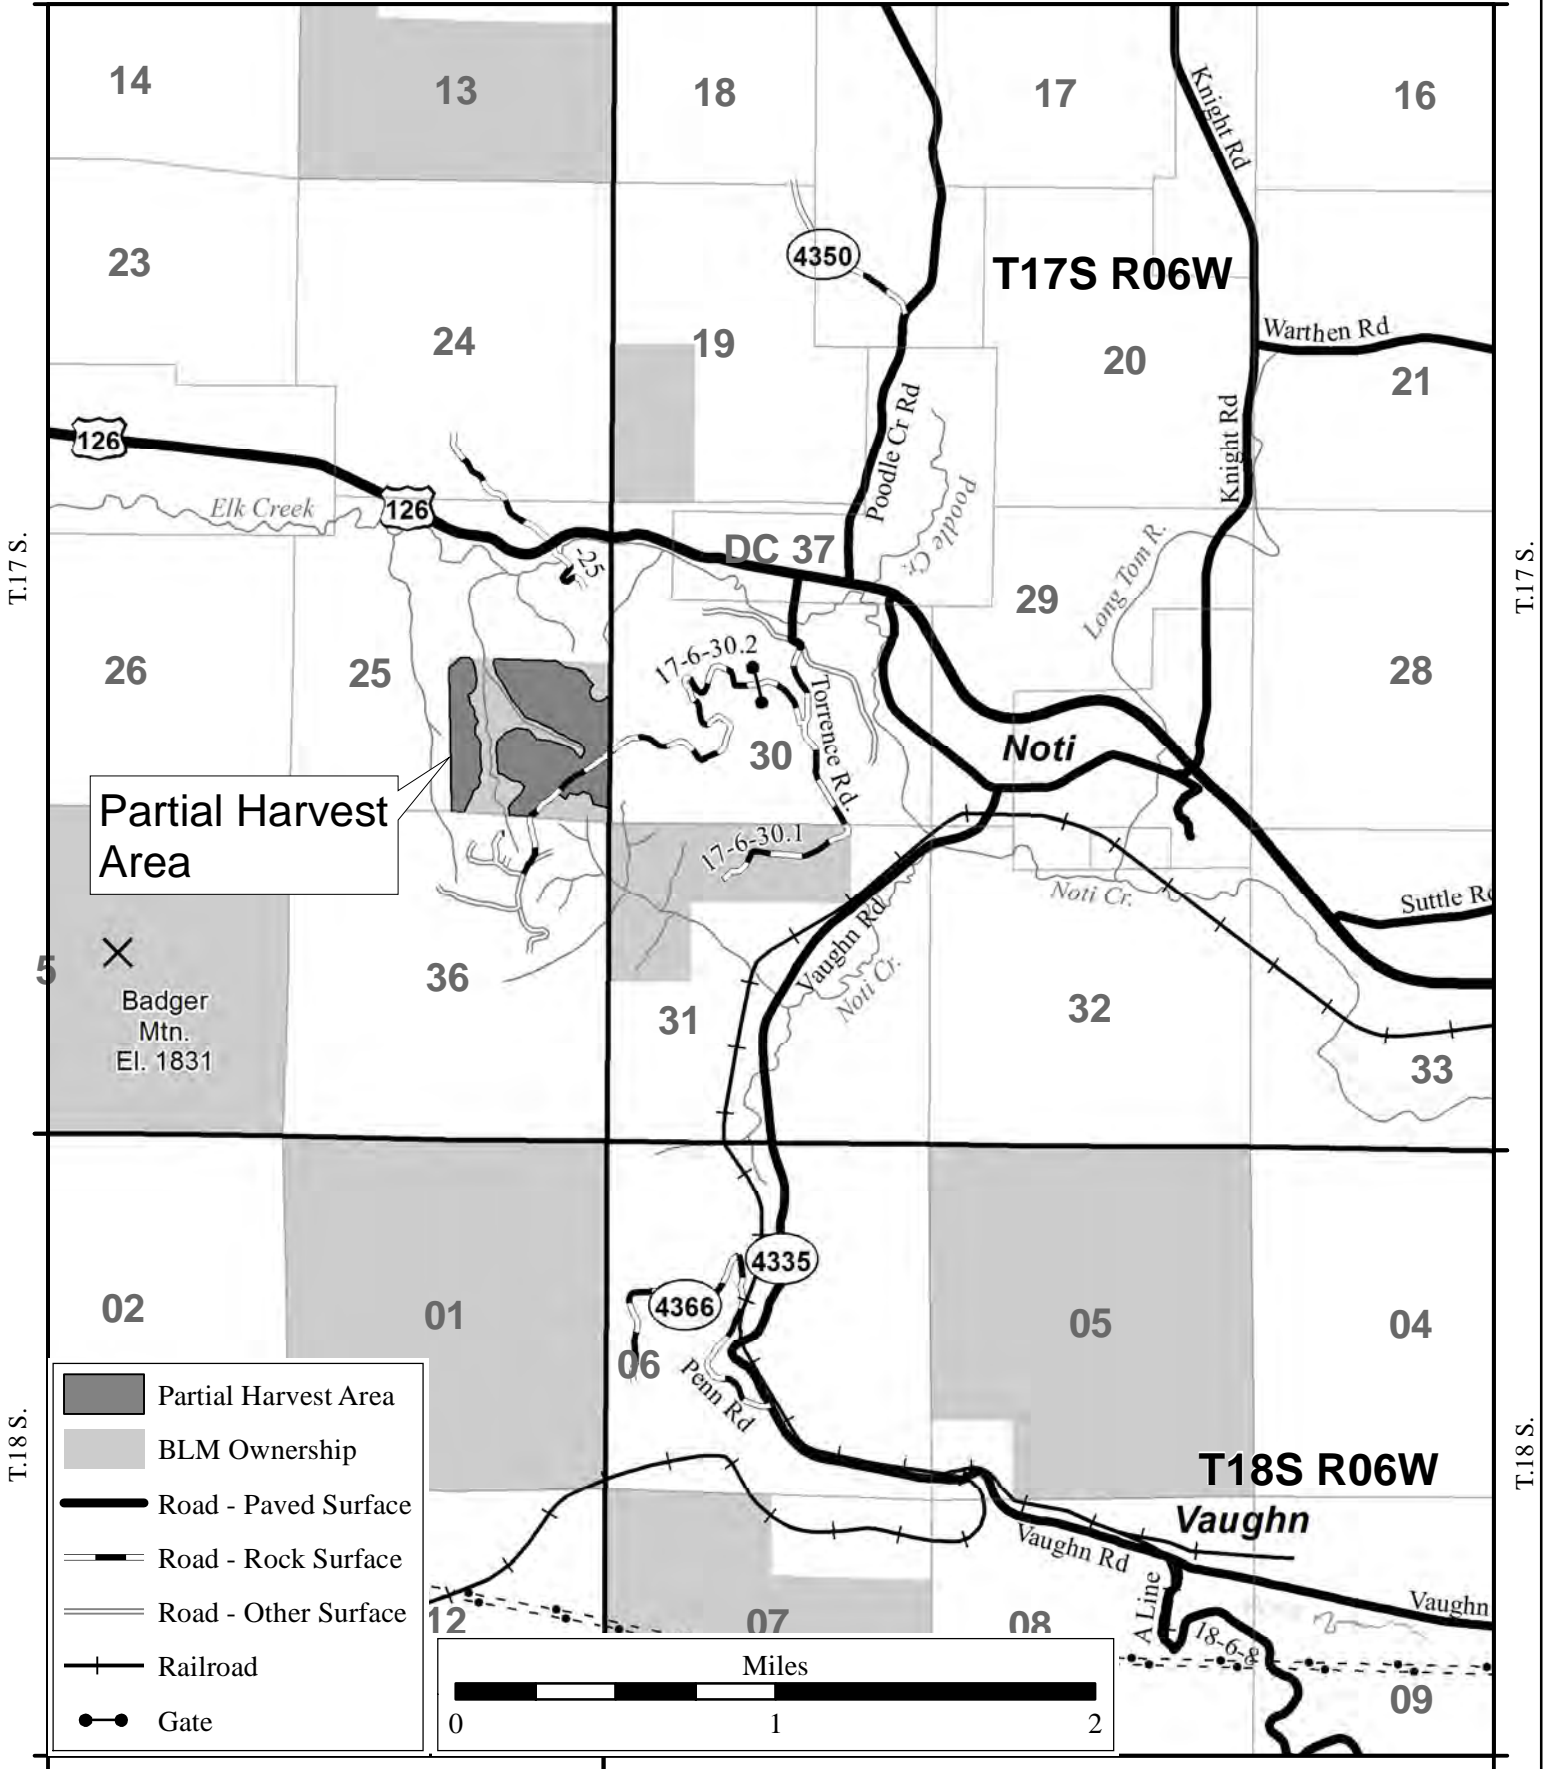 14
13
18
17
16
Knight Rd
23
4350
T17S R06W
24
19
20
Warthen Rd
21
126
126
Elk Creek
Poodle Cr Rd
Poodle Cr.
Knight Rd
T.17 S.
T.17 S.
-25
DC 37
29
Long Tom R.
26
25
17-6-30.2
Torrence Rd.
30
Noti
28
Partial Harvest
Area
17-6-30.1
Noti Cr.
Suttle Rd
5
Badger
Mtn.
El. 1831
36
Vaughn Rd
Noti Cr.
31
32
33
4335
4366
02
01
06
Penn Rd
05
04
T.18 S.
T.18 S.
T18S R06W
Vaughn
Vaughn Rd
A Line
Vaughn
18-6-8
12
07
08
09
Partial Harvest Area
BLM Ownership
Road - Paved Surface
Road - Rock Surface
Road - Other Surface
Railroad
Gate
Miles
0
1
2